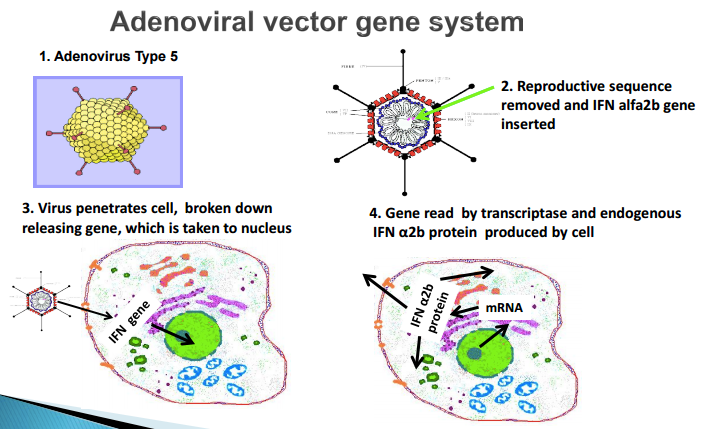 Adenoviral vector gene system
1. Adenovirus Type 5
2. Reproductive sequence
removed and IFN alfa2b gene
inserted
3. Virus penetrates cell,  broken down
releasing gene, which is taken to nucleus
4. Gene read  by transcriptase and endogenous
IFN α2b protein  produced by cell
IFN gene
IFN α2b
protein
mRNA